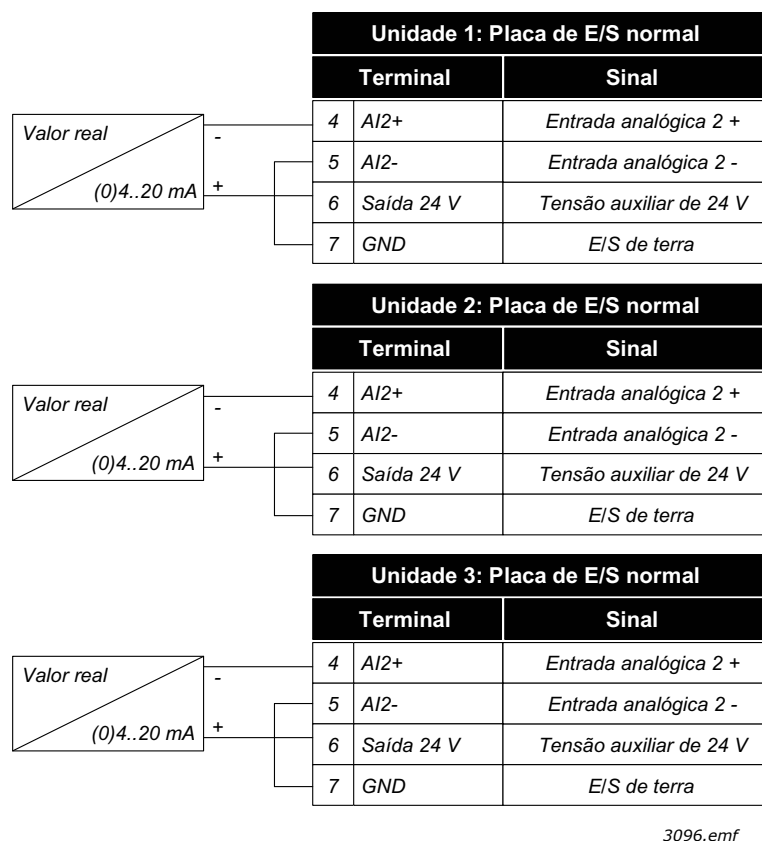 Unidade 1: Placa de E/S normal
Terminal Sinal
Valor real - 4 AI2+ Entrada analógica 2 +
5 AI2- Entrada analógica 2 -
(0)4..20 mA + 6 Saída 24 V Tensão auxiliar de 24 V
7 GND E/S de terra
Unidade 2: Placa de E/S normal
Terminal Sinal
Valor real - 4 AI2+ Entrada analógica 2 +
5 AI2- Entrada analógica 2 -
(0)4..20 mA + 6 Saída 24 V Tensão auxiliar de 24 V
7 GND E/S de terra
Unidade 3: Placa de E/S normal
Terminal Sinal
Valor real - 4 AI2+ Entrada analógica 2 +
5 AI2- Entrada analógica 2 -
(0)4..20 mA + 6 Saída 24 V Tensão auxiliar de 24 V
7 GND E/S de terra
3096.emf